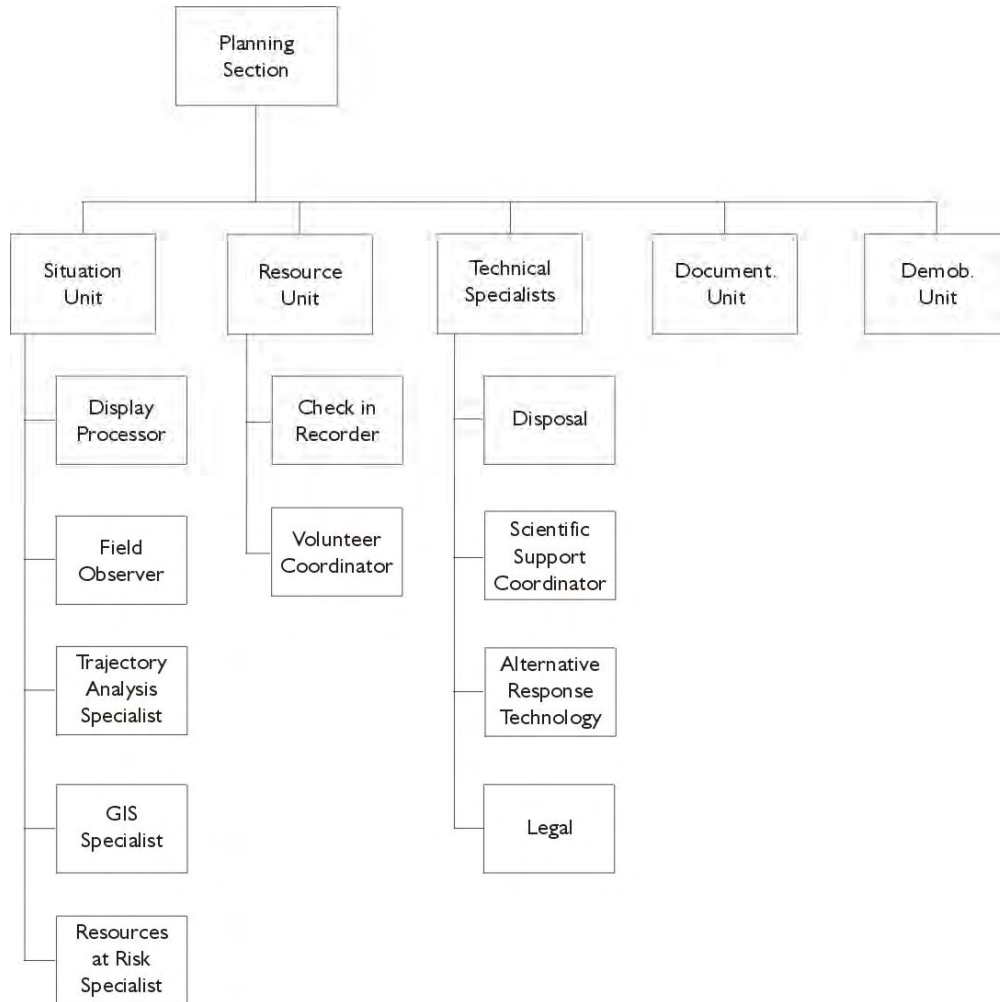 Planning
Section
Situation
Unit
Resource
Unit
Technical
Specialists
Document.
Unit
Demob.
Unit
Display
Processor
Field
Observer
Trajectory
Analysis
Specialist
GIS
Specialist
Resources
at Risk
Specialist
Check in
Recorder
Volunteer
Coordinator
Disposal
Scientific
Support
Coordinator
Alternative
Response
Technology
Legal